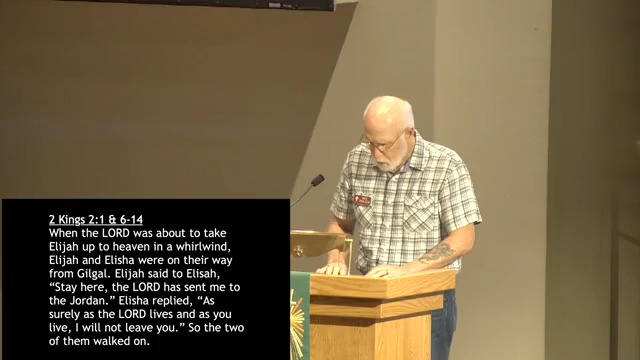 2 Kings 2:1 & 6-14
When the LORD was about to take
Elijah up to heaven in a whirlwind,
Elijah and Elisha were on their way
from Gilgal. Elijah said to Elisah,
“Stay here, the LORD has sent me to
the Jordan.” Elisha replied, “As
surely as the LORD lives and as you
live, I will not leave you.” So the two
of them walked on.